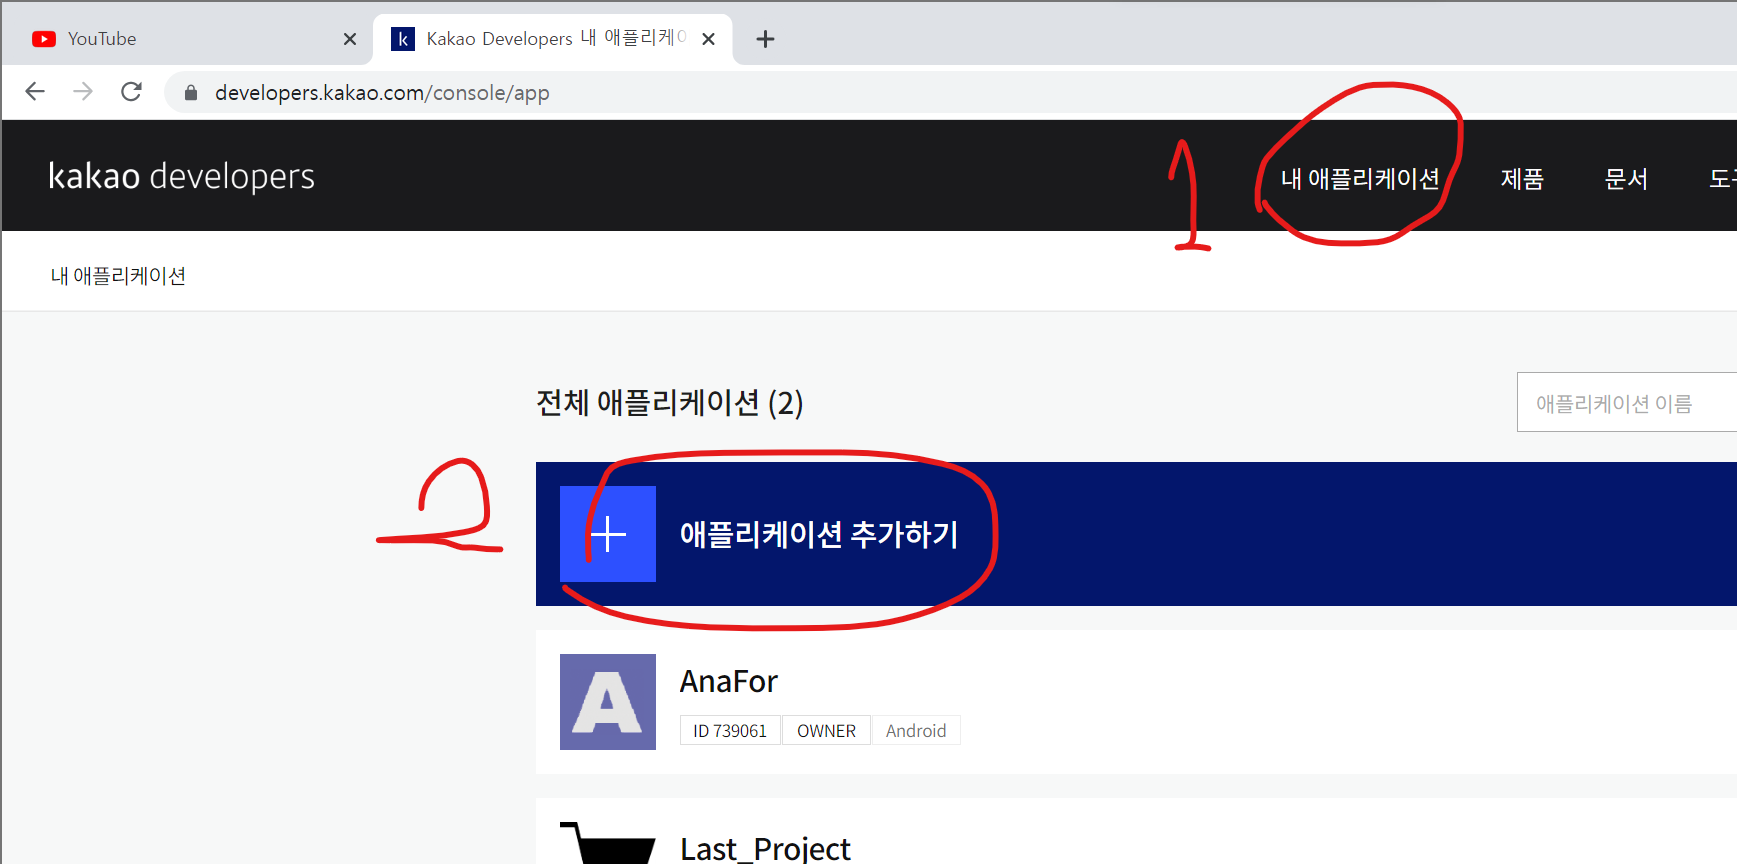 YouTube
Kakao Developers 내 애플리케이
developers.kakao.com/console/app
kakao developers
1
내 애플리케이션 제품 문서 도구
내 애플리케이션
전체 애플리케이션 (2)
애플리케이션 이름
2
애플리케이션 추가하기
A
AnaFor
ID 739061 OWNER Android
Last_Project